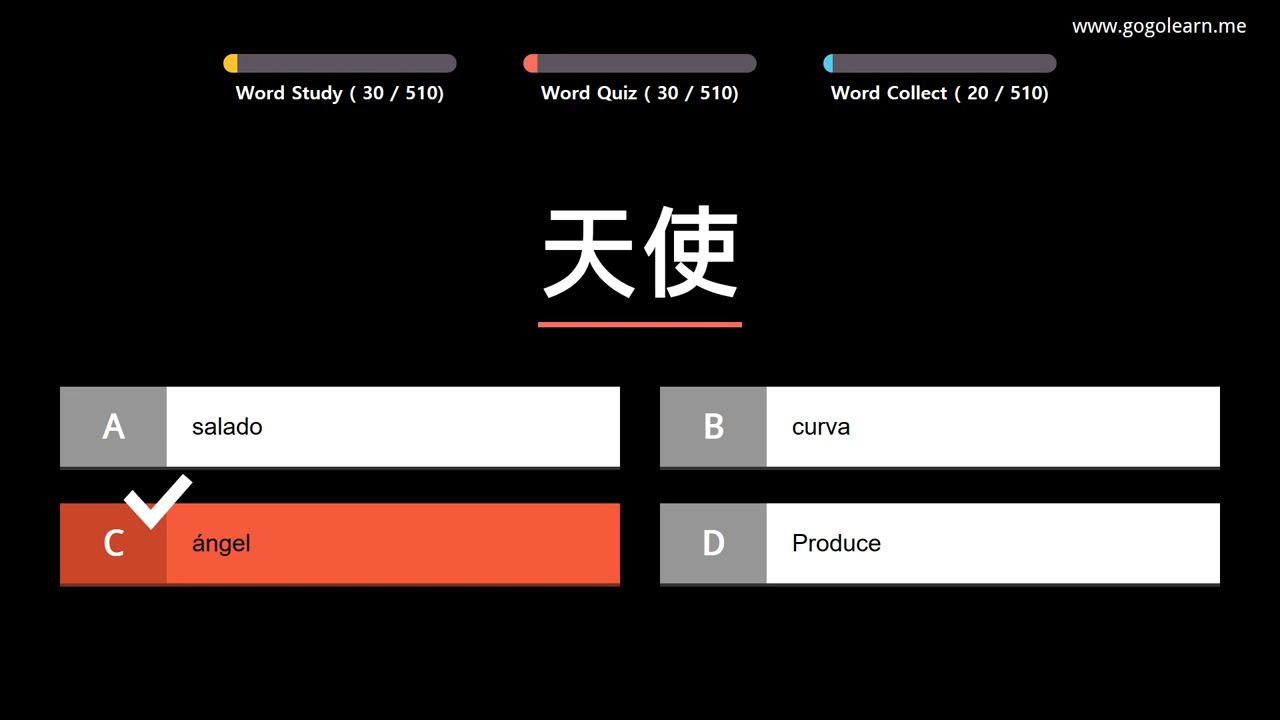 www.gogolearn.me
Word Study ( 30 / 510)
Word Quiz ( 30 / 510)
Word Collect ( 20 / 510)
天使
A
salado
B
curva
C
ángel
D
Produce